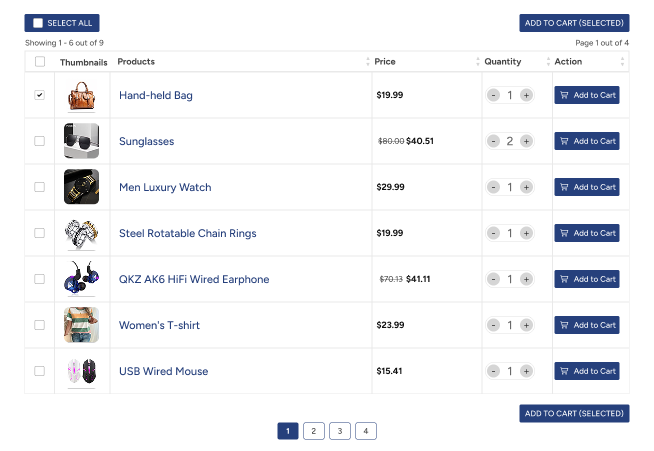 SELECT ALL ADD TO CART (SELECTED)
Showing 1 - 6 out of 9 Page 1 out of 4
Thumbnails Products Price Quantity Action
Hand-held Bag $19.99 - 1 + Add to Cart
Sunglasses $80.00 $40.51 - 2 + Add to Cart
Men Luxury Watch $29.99 - 1 + Add to Cart
Steel Rotatable Chain Rings $19.99 - 1 + Add to Cart
QKZ AK6 HiFi Wired Earphone $70.13 $41.11 - 1 + Add to Cart
Women's T-shirt $23.99 - 1 + Add to Cart
USB Wired Mouse $15.41 - 1 + Add to Cart
ADD TO CART (SELECTED)
1 2 3 4